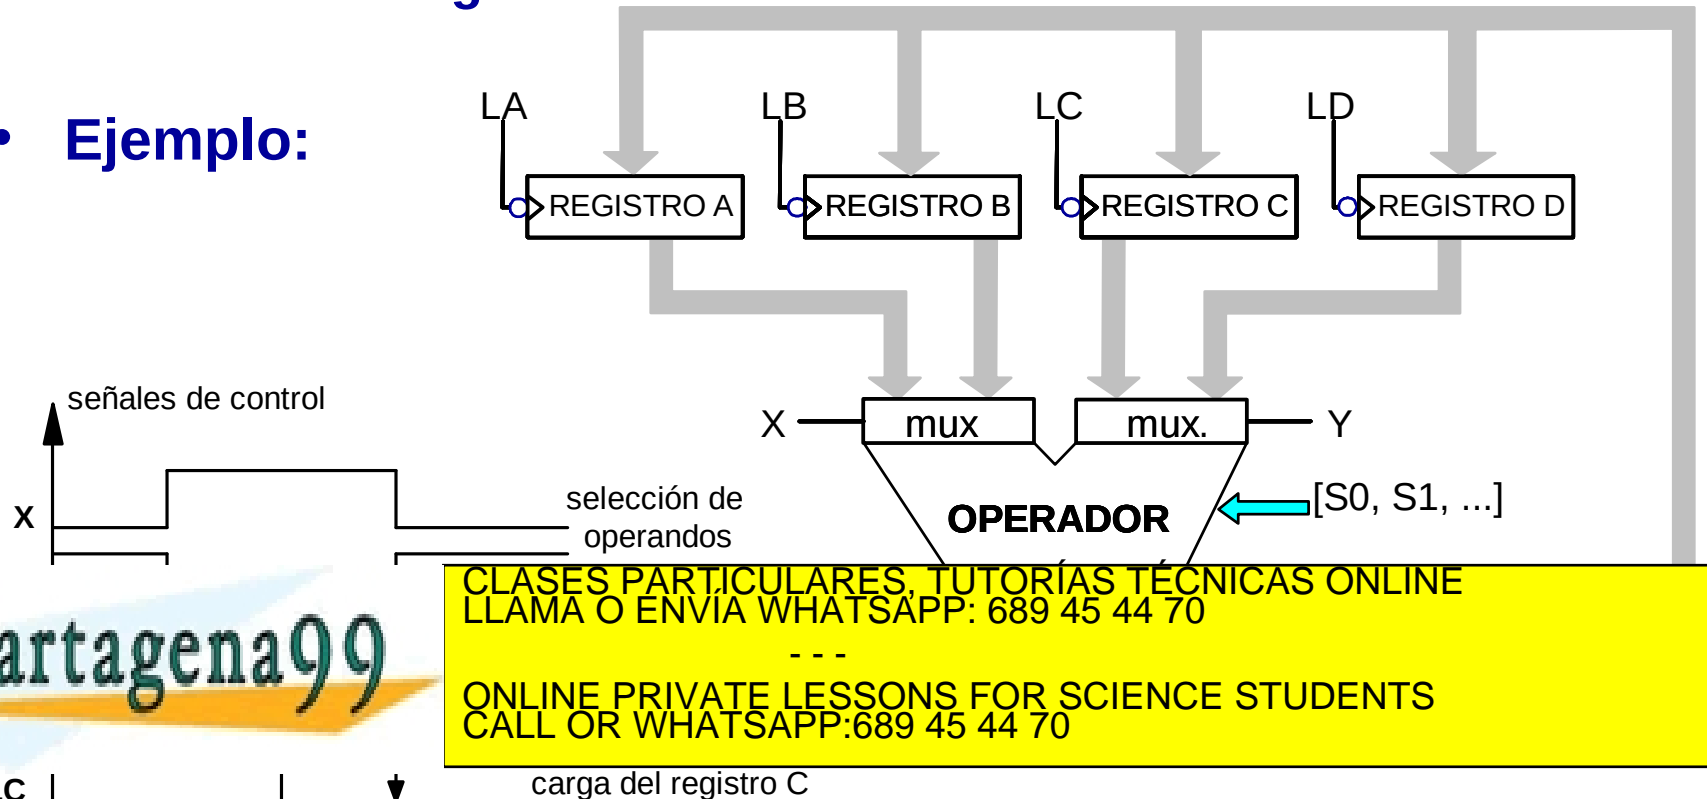 • Ejemplo:
LA LB LC LD
REGISTRO A REGISTRO B REGISTRO C REGISTRO D
señales de control
X mux mux. Y
X
selección de
operandos
OPERADOR
[S0, S1, ...]
artagena99
CLASES PARTICULARES, TUTORÍAS TÉCNICAS ONLINE
LLAMA O ENVÍA WHATSAPP: 689 45 44 70
- - -
ONLINE PRIVATE LESSONS FOR SCIENCE STUDENTS
CALL OR WHATSAPP:689 45 44 70
C
carga del registro C